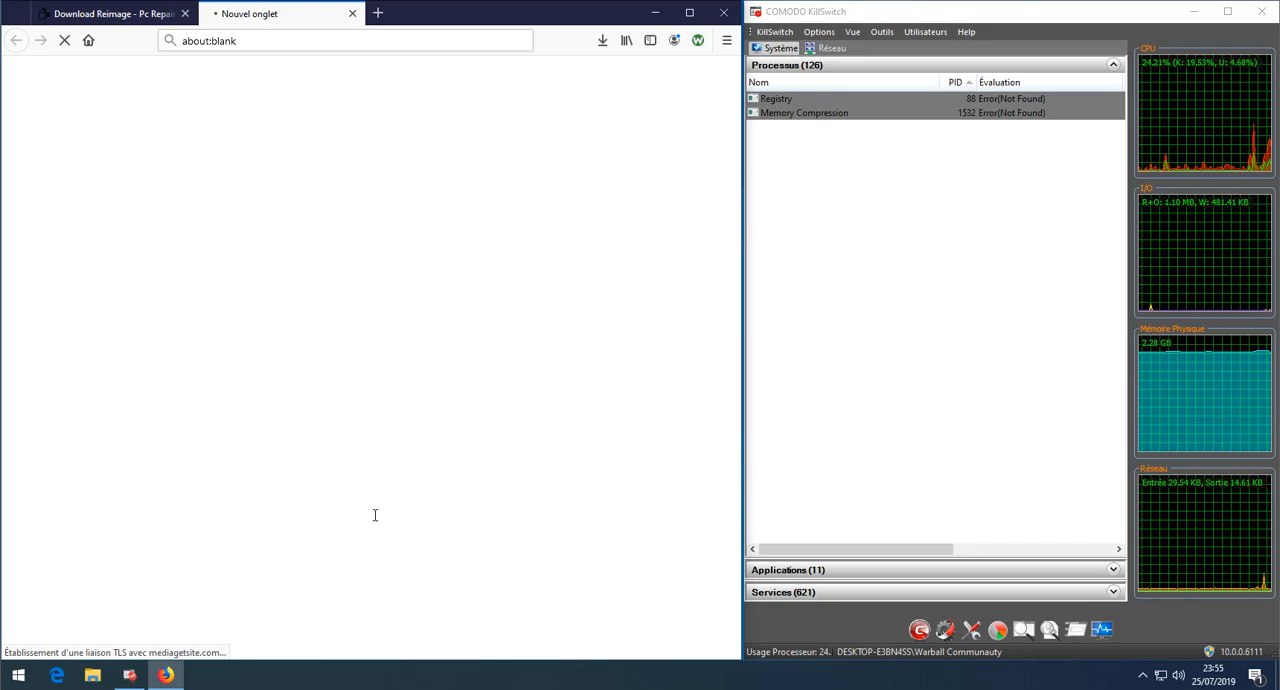 Download Reimage - Pc Repair
Nouvel onglet
about:blank
Établissement d'une liaison TLS avec mediagetsite.com...
COMODO KillSwitch
KillSwitch Options Vue Outils Utilisateurs Help
Système Réseau
Processus (126)
Nom PID Évaluation
Registry 88 Error(Not Found)
Memory Compression 1532 Error(Not Found)
Applications (11)
Services (621)
CPU
24.21% (K: 19.53%, U: 4.68%)
I/O
R+O: 1.10 MB, W: 481.41 KB
Mémoire Physique
2.28 GB
Réseau
Entrée 29.54 KB, Sortie 14.61 KB
Usage Processeur: 24. DESKTOP-E3BN4SS\Warball Communauty 10.0.0.6111
23:55
25/07/2019
1